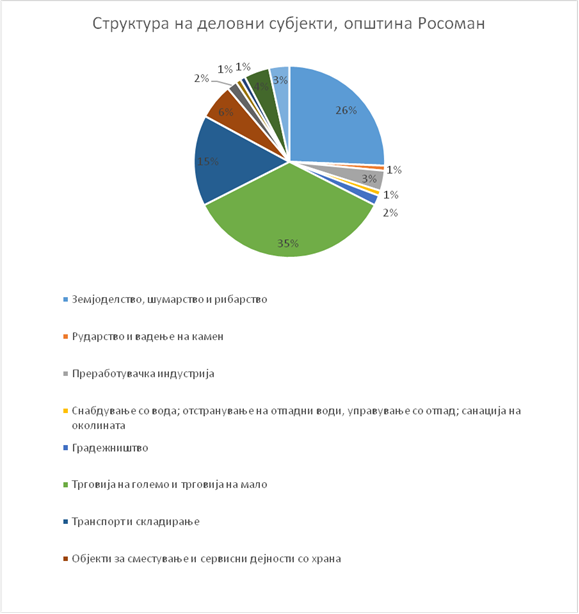 Структура на деловни субјекти, општина Росоман
1%
1%
2%
4%
3%
6%
26%
15%
1%
3%
1%
2%
35%
Земјоделство, шумарство и рибарство
Рударство и вадење на камен
Преработувачка индустрија
Снабдување со вода; отстранување на отпадни води, управување со отпад; санација на
околината
Градежништво
Трговија на големо и трговија на мало
Транспорт и складирање
Објекти за сместување и сервисни дејности со храна